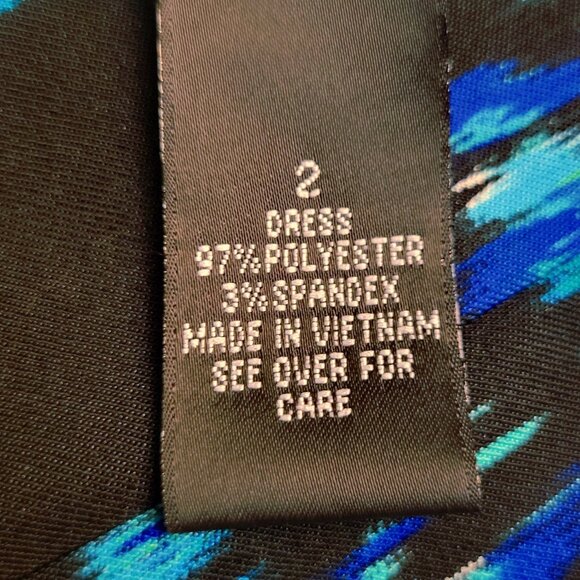 2
DRESS
97% POLYESTER
3% SPANDEX
MADE IN VIETNAM
SEE OVER FOR
CARE